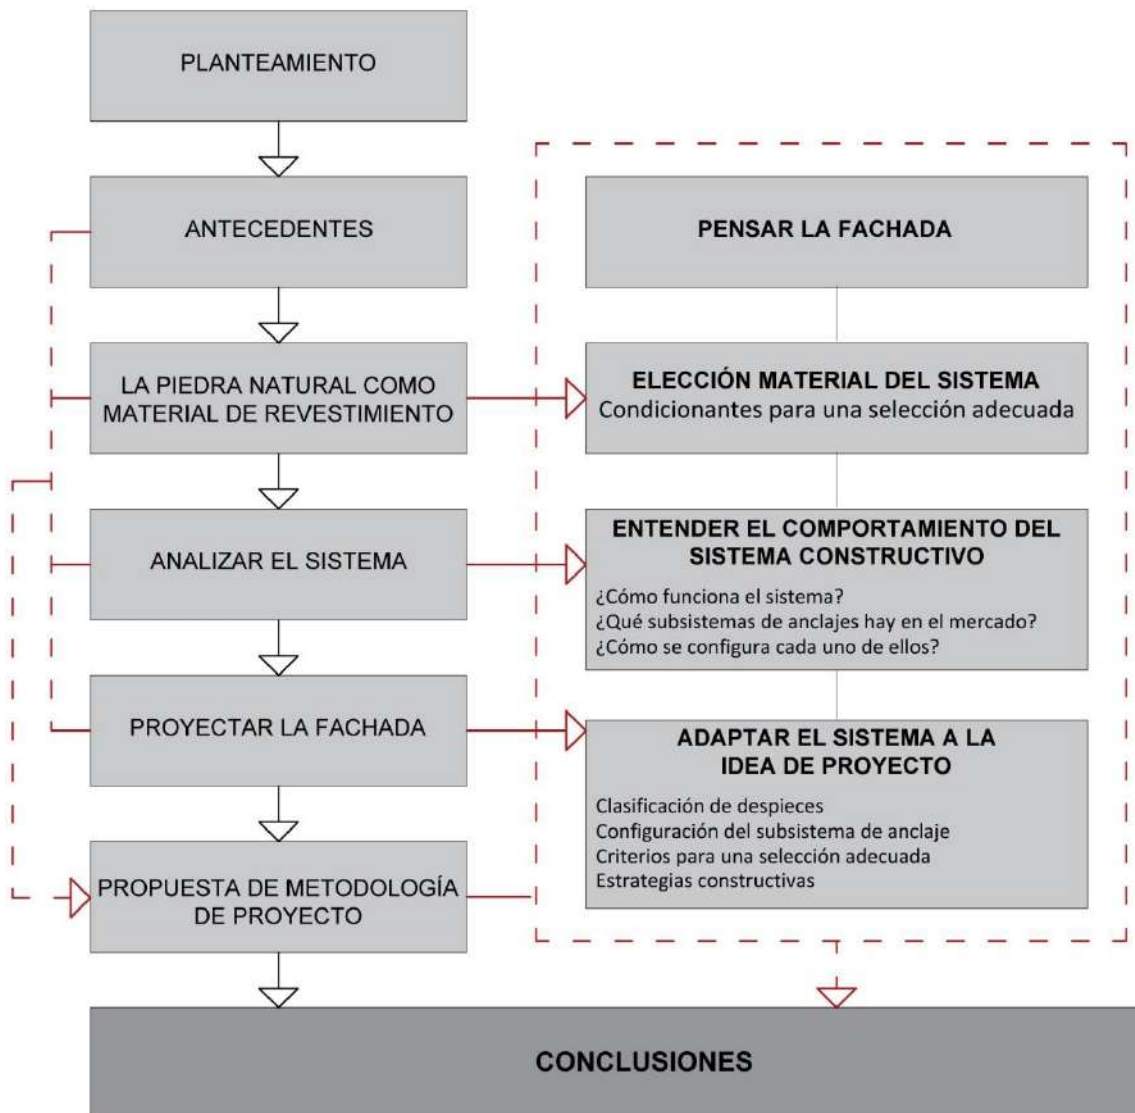 PLANTEAMIENTO
ANTECEDENTES
LA PIEDRA NATURAL COMO
MATERIAL DE REVESTIMIENTO
ANALIZAR EL SISTEMA
PROYECTAR LA FACHADA
PROPUESTA DE METODOLOGÍA
DE PROYECTO
PENSAR LA FACHADA
ELECCIÓN MATERIAL DEL SISTEMA
Condicionantes para una selección adecuada
ENTENDER EL COMPORTAMIENTO DEL
SISTEMA CONSTRUCTIVO
¿Cómo funciona el sistema?
¿Qué subsistemas de anclajes hay en el mercado?
¿Cómo se configura cada uno de ellos?
ADAPTAR EL SISTEMA A LA
IDEA DE PROYECTO
Clasificación de despieces
Configuración del subsistema de anclaje
Criterios para una selección adecuada
Estrategias constructivas
CONCLUSIONES